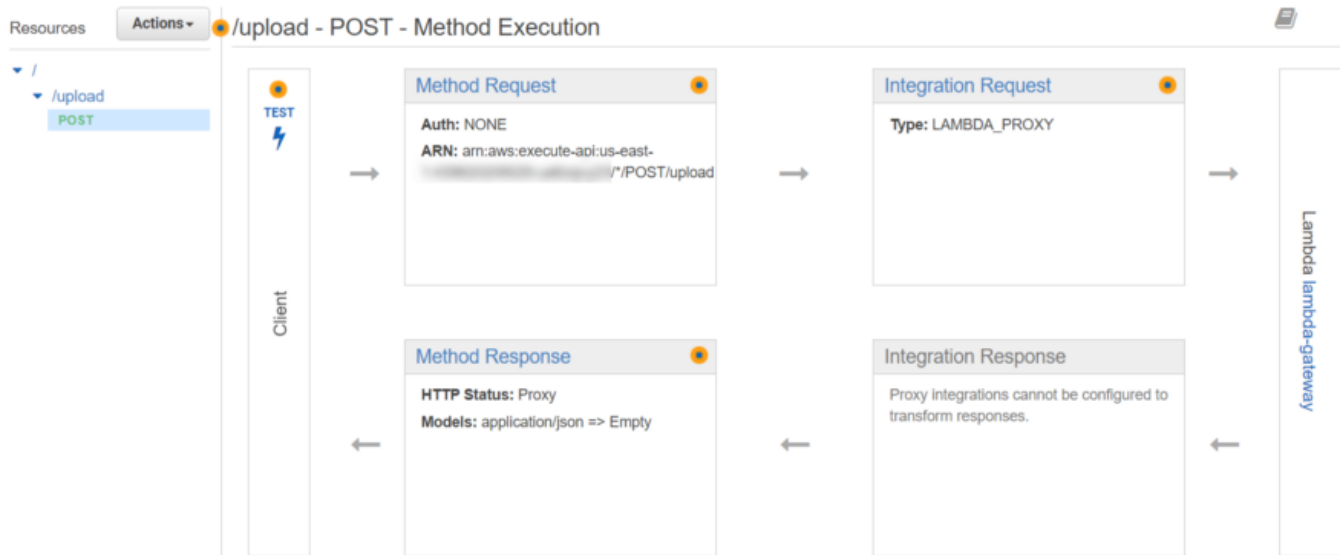 Resources
Actions
/upload - POST - Method Execution
/
/upload
POST
TEST
Client
Method Request
Auth: NONE
ARN: arn:aws:execute-api:us-east-
/*/POST/upload
Integration Request
Type: LAMBDA_PROXY
Lambda lambda-gateway
Method Response
HTTP Status: Proxy
Models: application/json => Empty
Integration Response
Proxy integrations cannot be configured to
transform responses.